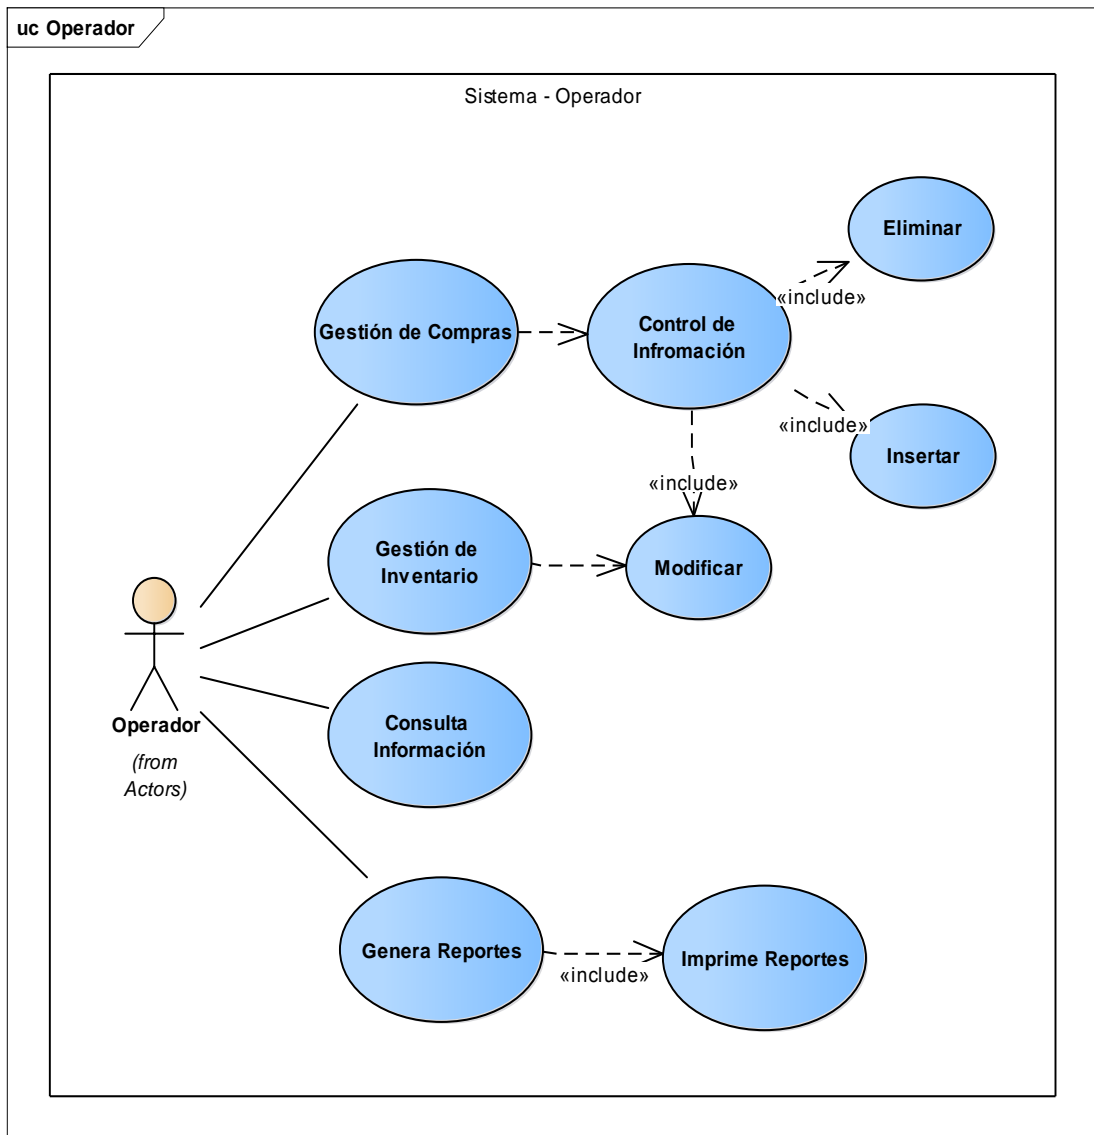 uc Operador
Sistema - Operador
Eliminar
«include»
Gestión de Compras
Control de
Infromación
«include»
Insertar
«include»
Gestión de
Inventario
Modificar
Operador
(from
Actors)
Consulta
Información
Genera Reportes
«include»
Imprime Reportes